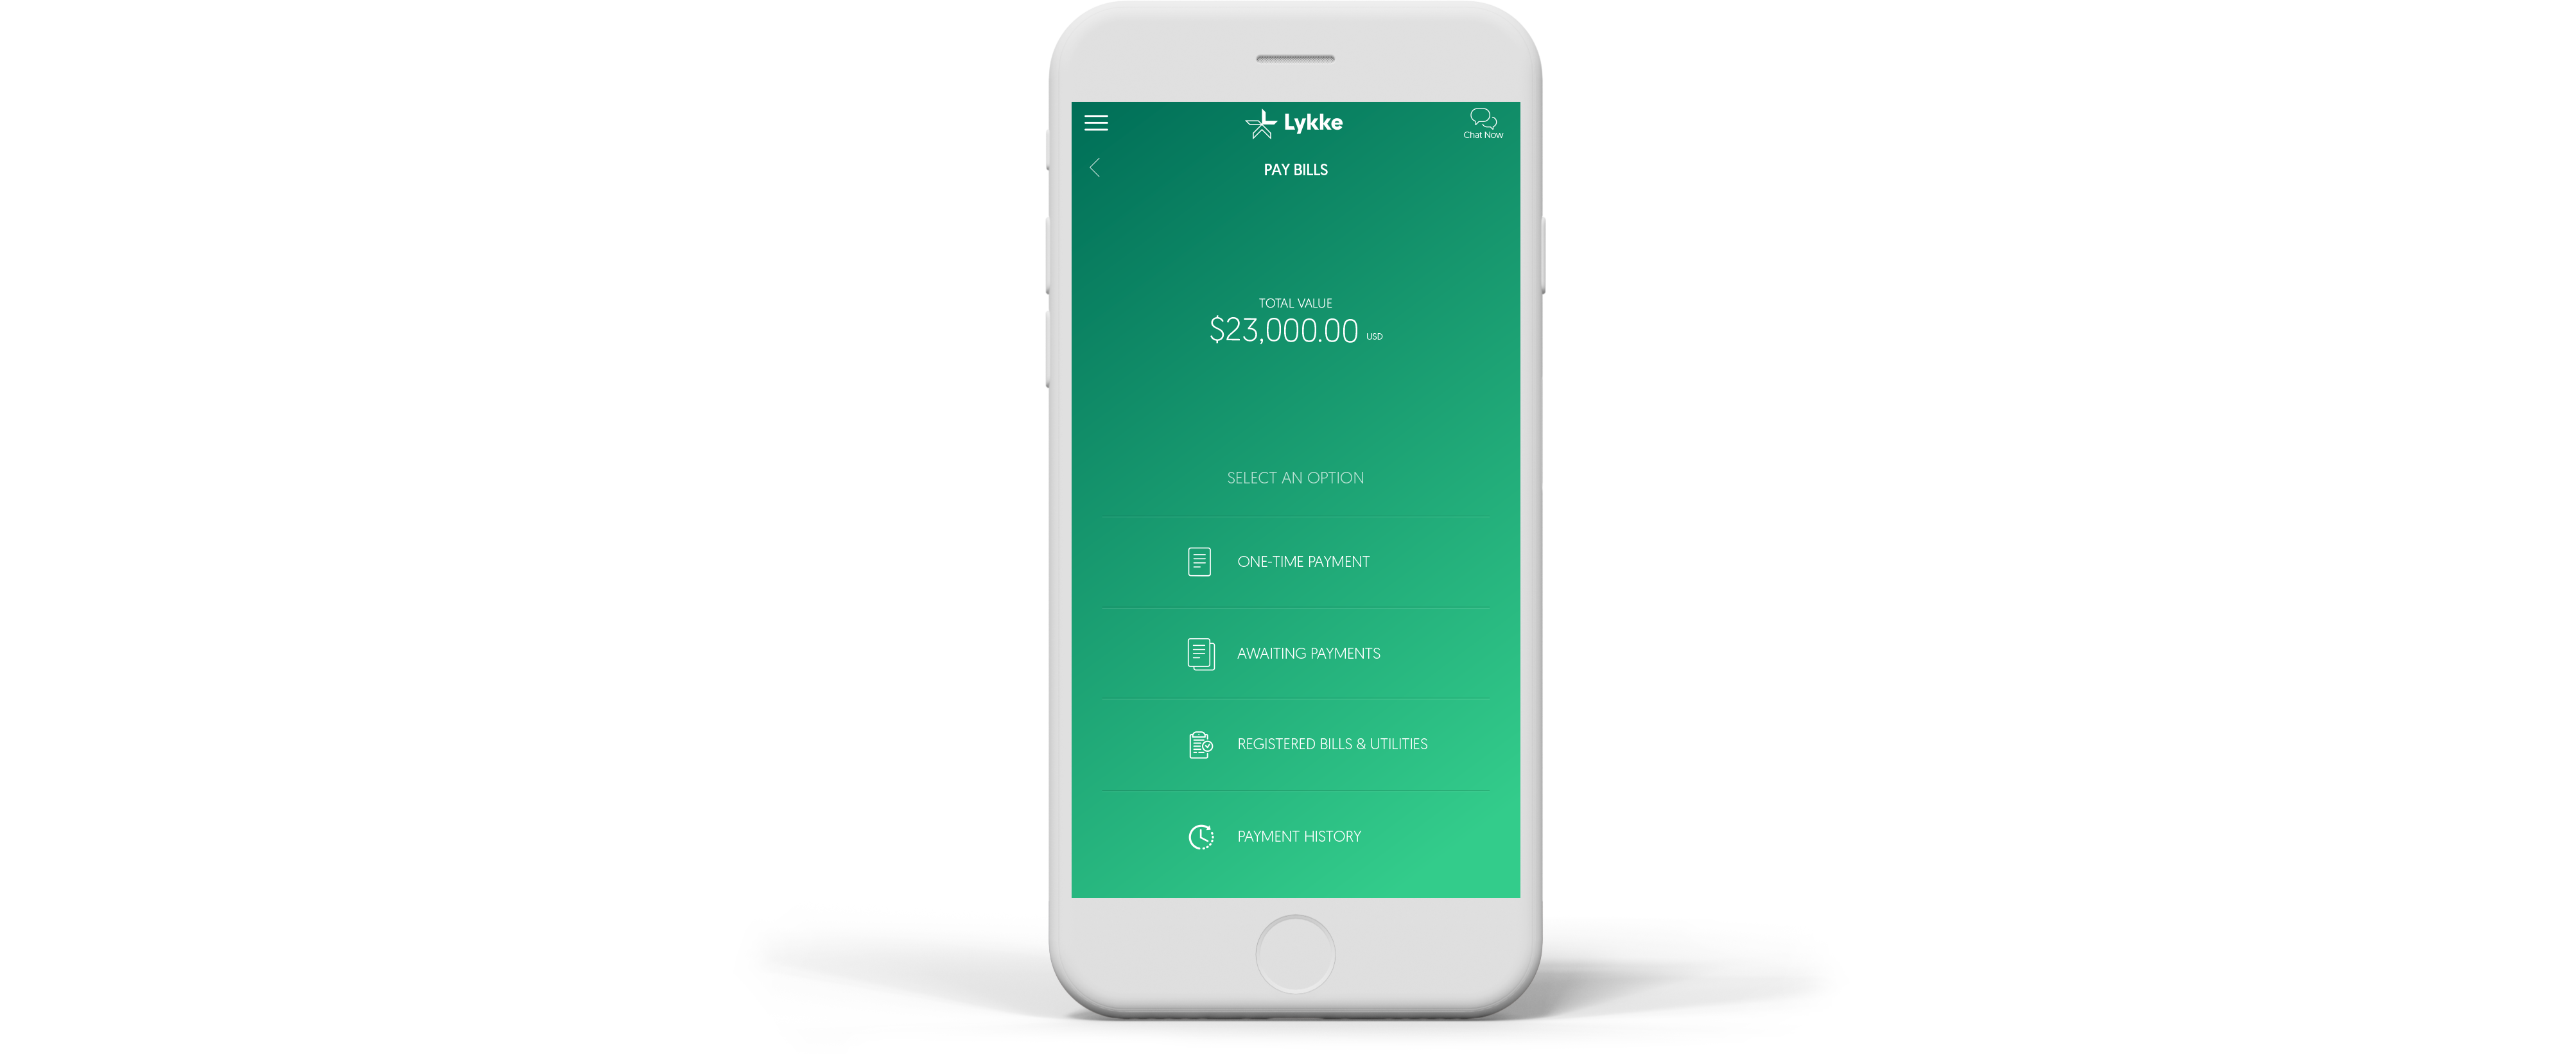 Lykke
Chat Now
PAY BILLS
TOTAL VALUE
$23,000.00 USD
SELECT AN OPTION
ONE-TIME PAYMENT
AWAITING PAYMENTS
REGISTERED BILLS & UTILITIES
PAYMENT HISTORY